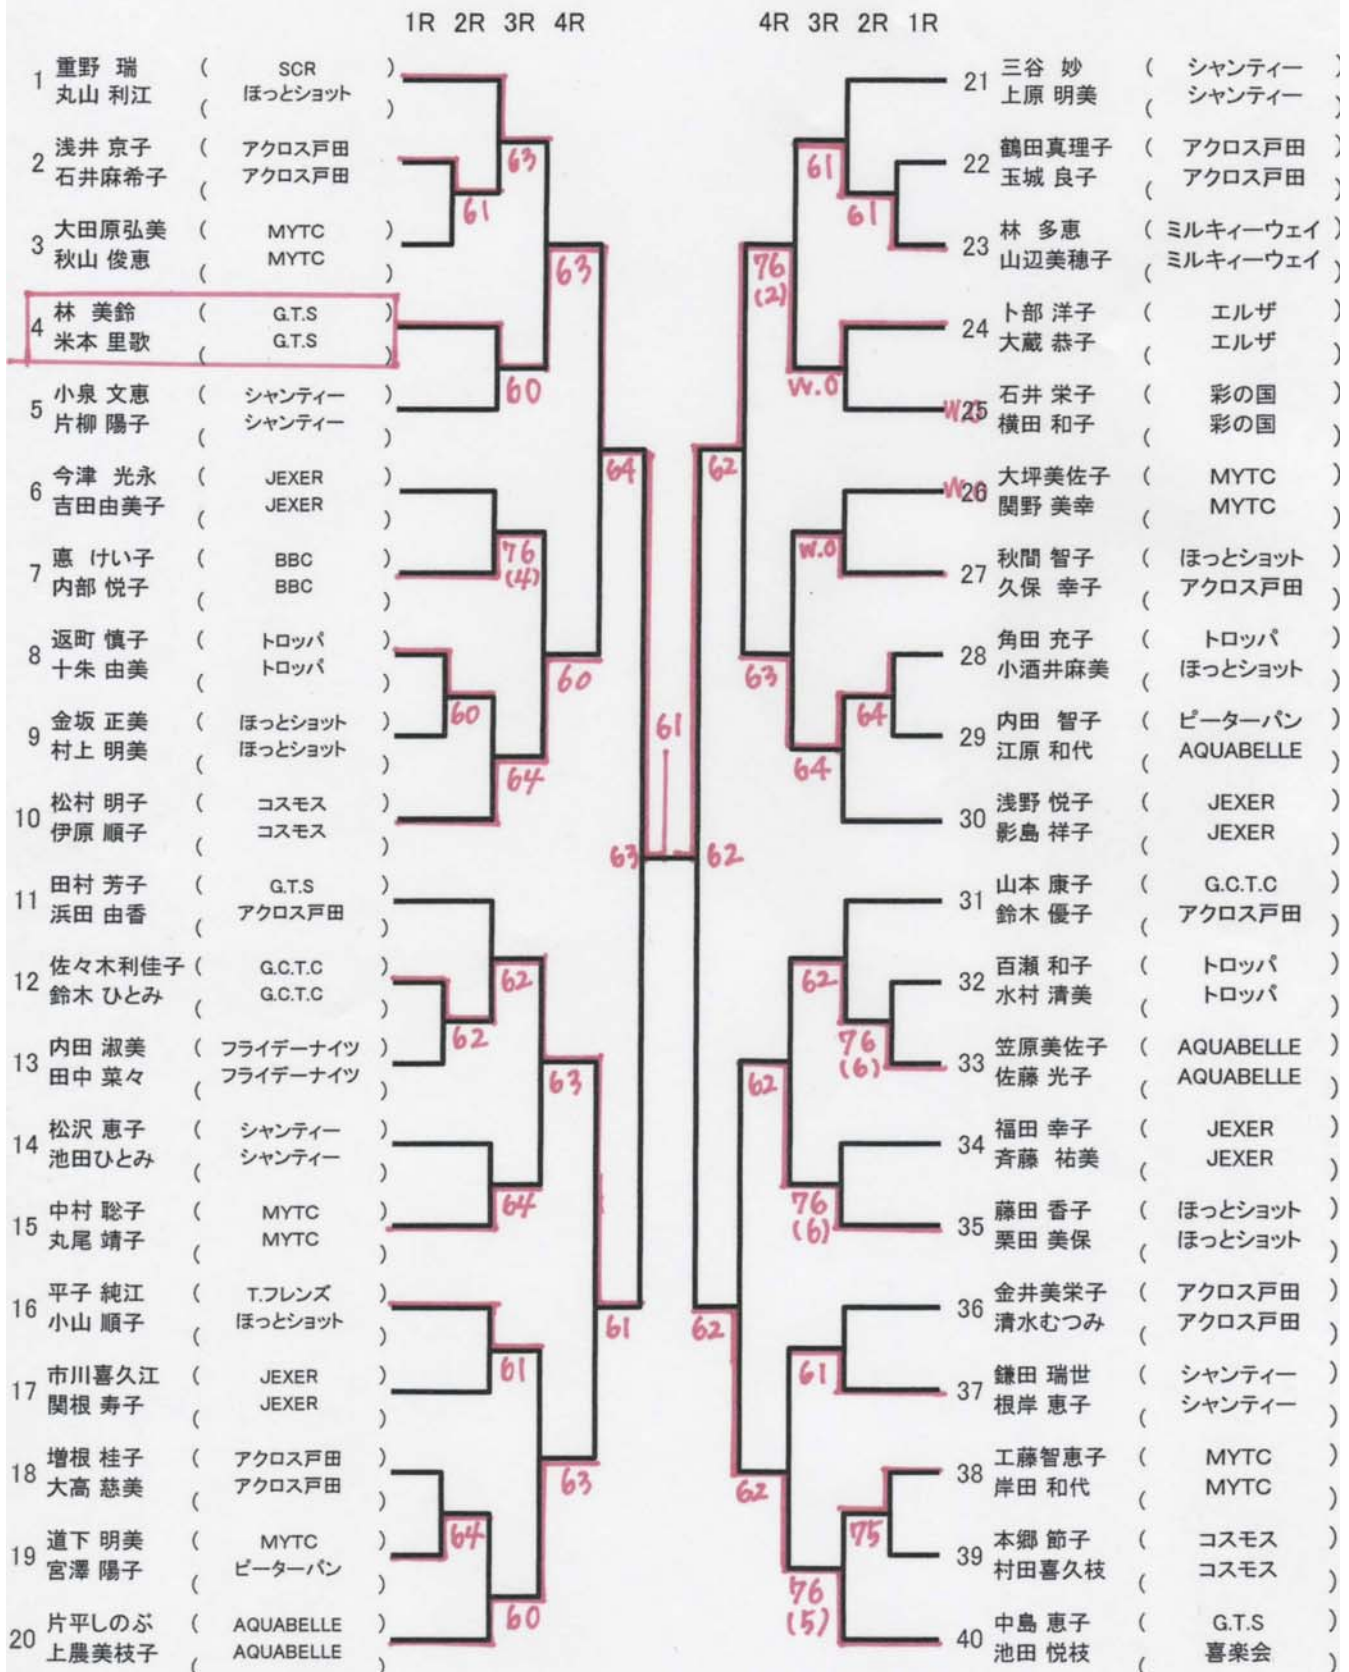 1R 2R 3R 4R
4R 3R 2R 1R
1 重野 瑞 ( SCR )
丸山 利江 ( ほっとショット )
2 浅井 京子 ( アクロス戸田 )
石井麻希子 ( アクロス戸田 )
3 大田原弘美 ( MYTC )
秋山 俊恵 ( MYTC )
4 林 美鈴 ( G.T.S )
米本 里歌 ( G.T.S )
5 小泉 文恵 ( シャンティー )
片柳 陽子 ( シャンティー )
6 今津 光永 ( JEXER )
吉田由美子 ( JEXER )
7 悳 けい子 ( BBC )
内部 悦子 ( BBC )
8 返町 慎子 ( トロッパ )
十朱 由美 ( トロッパ )
9 金坂 正美 ( ほっとショット )
村上 明美 ( ほっとショット )
10 松村 明子 ( コスモス )
伊原 順子 ( コスモス )
11 田村 芳子 ( G.T.S )
浜田 由香 ( アクロス戸田 )
12 佐々木利佳子 ( G.C.T.C )
鈴木 ひとみ ( G.C.T.C )
13 内田 淑美 ( フライデーナイツ )
田中 菜々 ( フライデーナイツ )
14 松沢 恵子 ( シャンティー )
池田ひとみ ( シャンティー )
15 中村 聡子 ( MYTC )
丸尾 靖子 ( MYTC )
16 平子 純江 ( T.フレンズ )
小山 順子 ( ほっとショット )
17 市川喜久江 ( JEXER )
関根 寿子 ( JEXER )
18 増根 桂子 ( アクロス戸田 )
大高 慈美 ( アクロス戸田 )
19 道下 明美 ( MYTC )
宮澤 陽子 ( ピーターパン )
20 片平しのぶ ( AQUABELLE )
上農美枝子 ( AQUABELLE )
63
61
63
60
64
76
(4)
60
60
64
63
61
62
62
62
63
64
61
61
63
64
60
61
61
76
(2)
W.O
62
W.O
63
64
64
62
62
76
(6)
62
76
(6)
62
61
62
75
76
(5)
21 三谷 妙 ( シャンティー )
上原 明美 ( シャンティー )
22 鶴田真理子 ( アクロス戸田 )
玉城 良子 ( アクロス戸田 )
23 林 多恵 ( ミルキィーウェイ )
山辺美穂子 ( ミルキィーウェイ )
24 卜部 洋子 ( エルザ )
大蔵 恭子 ( エルザ )
W.O 25 石井 栄子 ( 彩の国 )
横田 和子 ( 彩の国 )
W.O 26 大坪美佐子 ( MYTC )
関野 美幸 ( MYTC )
27 秋間 智子 ( ほっとショット )
久保 幸子 ( アクロス戸田 )
28 角田 充子 ( トロッパ )
小酒井麻美 ( ほっとショット )
29 内田 智子 ( ピーターパン )
江原 和代 ( AQUABELLE )
30 浅野 悦子 ( JEXER )
影島 祥子 ( JEXER )
31 山本 康子 ( G.C.T.C )
鈴木 優子 ( アクロス戸田 )
32 百瀬 和子 ( トロッパ )
水村 清美 ( トロッパ )
33 笠原美佐子 ( AQUABELLE )
佐藤 光子 ( AQUABELLE )
34 福田 幸子 ( JEXER )
斉藤 祐美 ( JEXER )
35 藤田 香子 ( ほっとショット )
栗田 美保 ( ほっとショット )
36 金井美栄子 ( アクロス戸田 )
清水むつみ ( アクロス戸田 )
37 鎌田 瑞世 ( シャンティー )
根岸 恵子 ( シャンティー )
38 工藤智恵子 ( MYTC )
岸田 和代 ( MYTC )
39 本郷 節子 ( コスモス )
村田喜久枝 ( コスモス )
40 中島 恵子 ( G.T.S )
池田 悦枝 ( 喜楽会 )